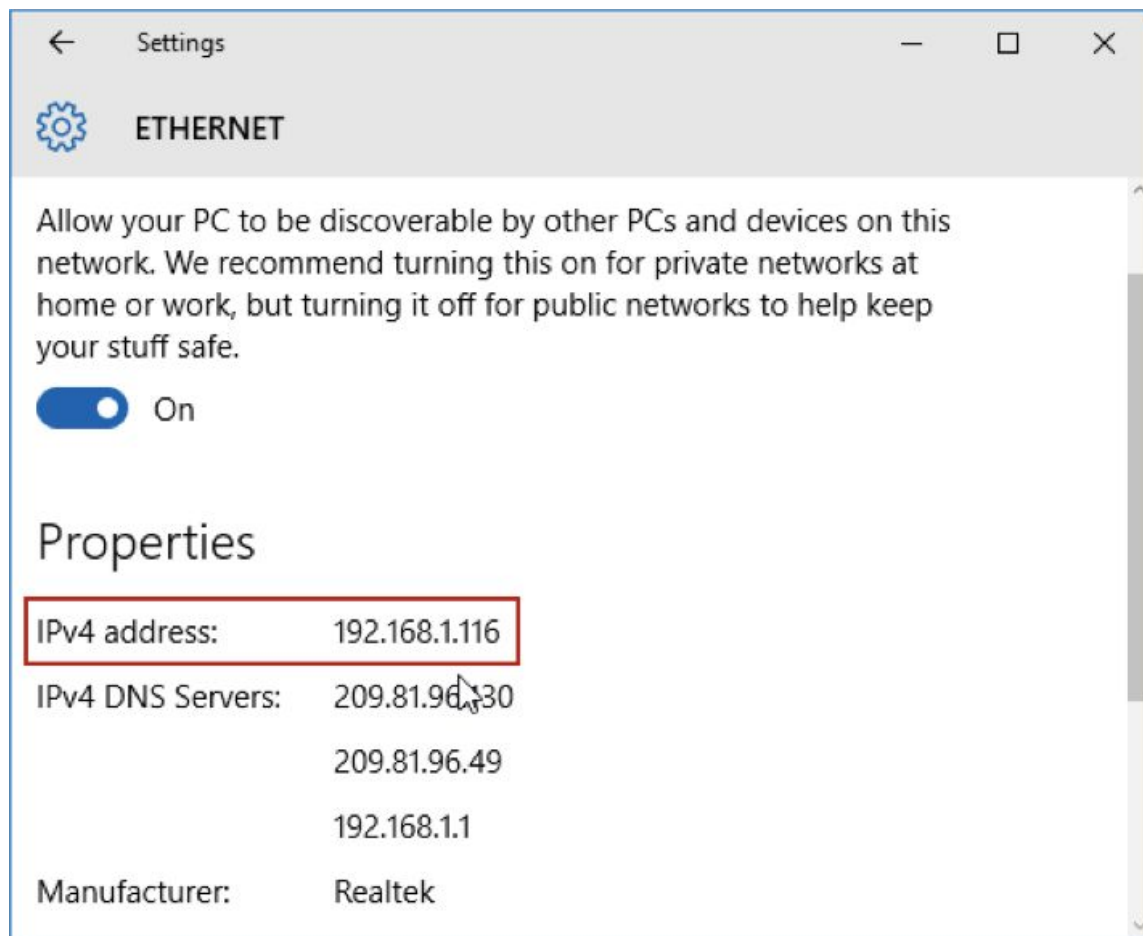 Settings
ETHERNET
Allow your PC to be discoverable by other PCs and devices on this
network. We recommend turning this on for private networks at
home or work, but turning it off for public networks to help keep
your stuff safe.
On
Properties
IPv4 address: 192.168.1.116
IPv4 DNS Servers:
209.81.96.49
192.168.1.1
Manufacturer: Realtek